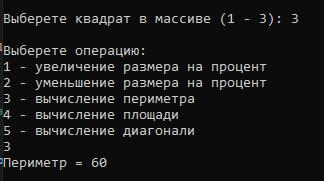 Выберете квадрат в массиве (1 - 3): 3
Выберете операцию:
1 - увеличение размера на процент
2 - уменьшение размера на процент
3 - вычисление периметра
4 - вычисление площади
5 - вычисление диагонали
3
Периметр = 60